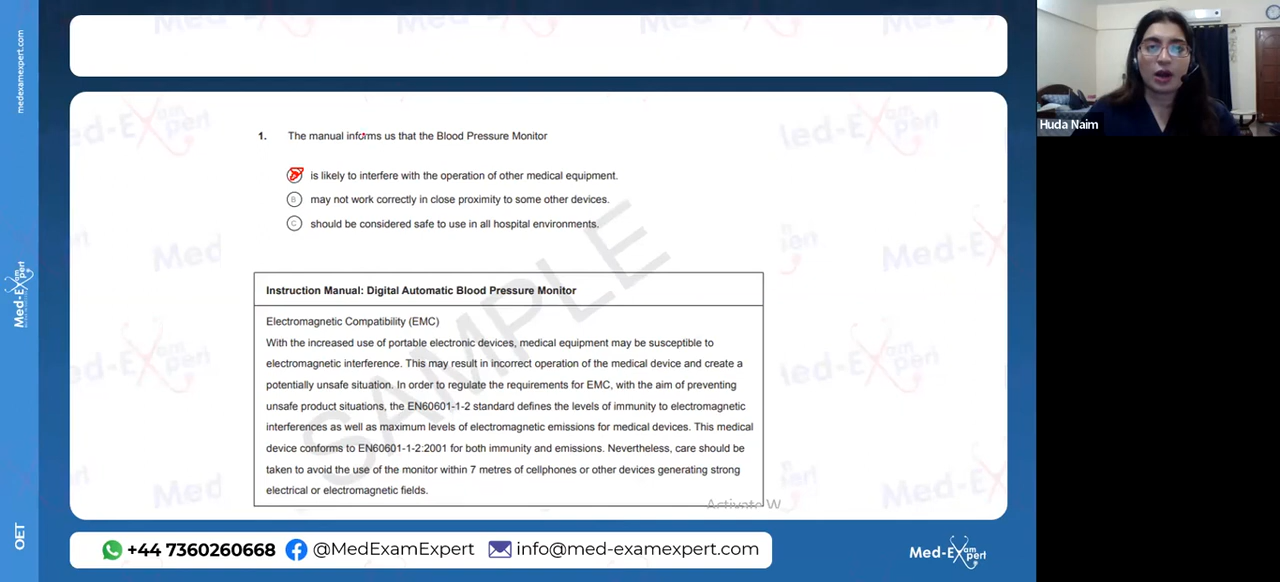 medexamexpert.com
Huda Naim
1. The manual informs us that the Blood Pressure Monitor
is likely to interfere with the operation of other medical equipment.
B may not work correctly in close proximity to some other devices.
C should be considered safe to use in all hospital environments.
SAMPLE
Instruction Manual: Digital Automatic Blood Pressure Monitor
Electromagnetic Compatibility (EMC)
With the increased use of portable electronic devices, medical equipment may be susceptible to
electromagnetic interference. This may result in incorrect operation of the medical device and create a
potentially unsafe situation. In order to regulate the requirements for EMC, with the aim of preventing
unsafe product situations, the EN60601-1-2 standard defines the levels of immunity to electromagnetic
interferences as well as maximum levels of electromagnetic emissions for medical devices. This medical
device conforms to EN60601-1-2:2001 for both immunity and emissions. Nevertheless, care should be
taken to avoid the use of the monitor within 7 metres of cellphones or other devices generating strong
electrical or electromagnetic fields.
Activate W
Med-Exam Expert
OET
+44 7360260668 @MedExamExpert info@med-examexpert.com
Med-Exam Expert